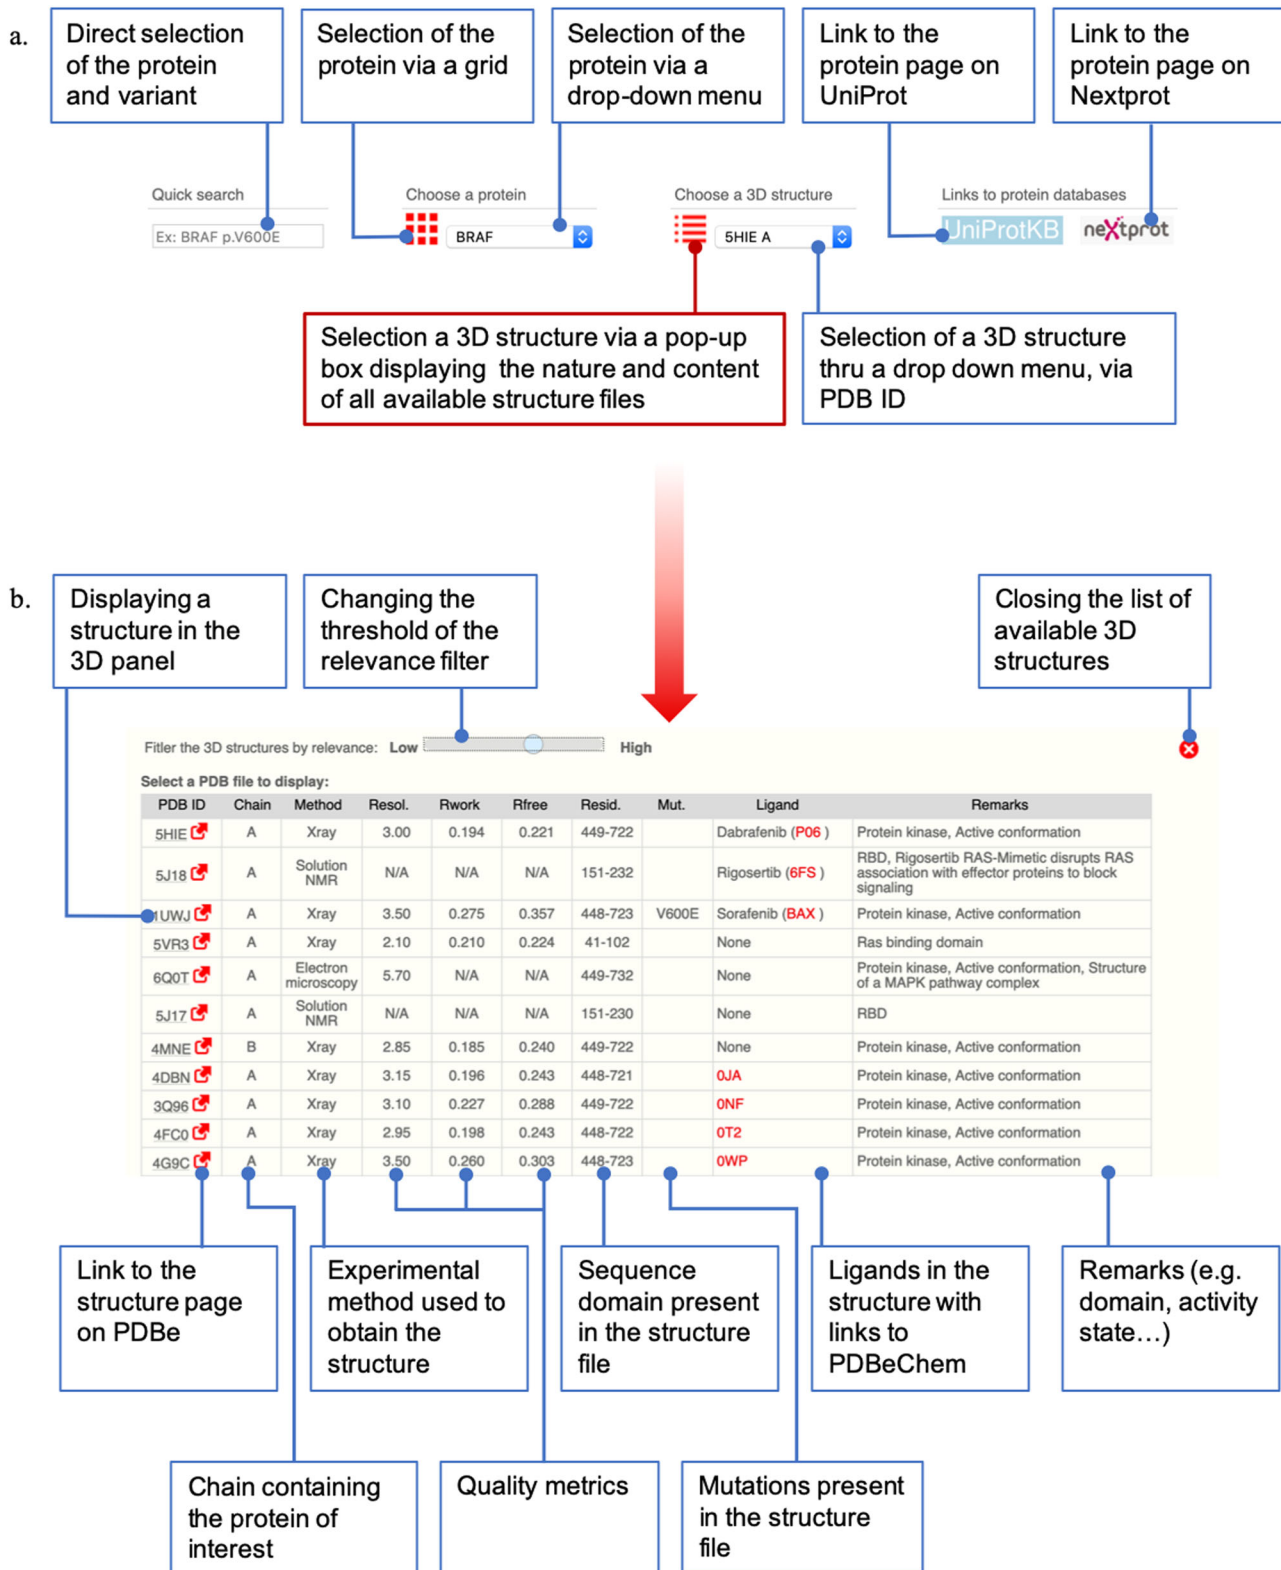 a.
Direct selection
of the protein
and variant
Selection of the
protein via a grid
Selection of the
protein via a
drop-down menu
Link to the
protein page on
UniProt
Link to the
protein page on
Nextprot
Quick search
Choose a protein
Choose a 3D structure
Links to protein databases
Ex: BRAF p.V600E
BRAF
5HIE A
UniProtKB
neXtprot
Selection a 3D structure via a pop-up
box displaying the nature and content
of all available structure files
Selection of a 3D structure
thru a drop down menu, via
PDB ID
b.
Displaying a
structure in the
3D panel
Changing the
threshold of the
relevance filter
Closing the list of
available 3D
structures
Fitler the 3D structures by relevance: Low High
Select a PDB file to display:
PDB ID Chain Method Resol. Rwork Rfree Resid. Mut. Ligand Remarks
5HIE A Xray 3.00 0.194 0.221 449-722 Dabrafenib (P06 ) Protein kinase, Active conformation
5J18 A Solution NMR N/A N/A N/A 151-232 Rigosertib (6FS ) RBD, Rigosertib RAS-Mimetic disrupts RAS association with effector proteins to block signaling
1UWJ A Xray 3.50 0.275 0.357 448-723 V600E Sorafenib (BAX ) Protein kinase, Active conformation
5VR3 A Xray 2.10 0.210 0.224 41-102 None Ras binding domain
6Q0T A Electron microscopy 5.70 N/A N/A 449-732 None Protein kinase, Active conformation, Structure of a MAPK pathway complex
5J17 A Solution NMR N/A N/A N/A 151-230 None RBD
4MNE B Xray 2.85 0.185 0.240 449-722 None Protein kinase, Active conformation
4DBN A Xray 3.15 0.196 0.243 448-721 0JA Protein kinase, Active conformation
3Q96 A Xray 3.10 0.227 0.288 449-722 0NF Protein kinase, Active conformation
4FC0 A Xray 2.95 0.198 0.243 448-722 0T2 Protein kinase, Active conformation
4G9C A Xray 3.50 0.260 0.303 448-723 0WP Protein kinase, Active conformation
Link to the
structure page
on PDBe
Experimental
method used to
obtain the
structure
Sequence
domain present
in the structure
file
Ligands in the
structure with
links to
PDBeChem
Remarks (e.g.
domain, activity
state…)
Chain containing
the protein of
interest
Quality metrics
Mutations present
in the structure
file